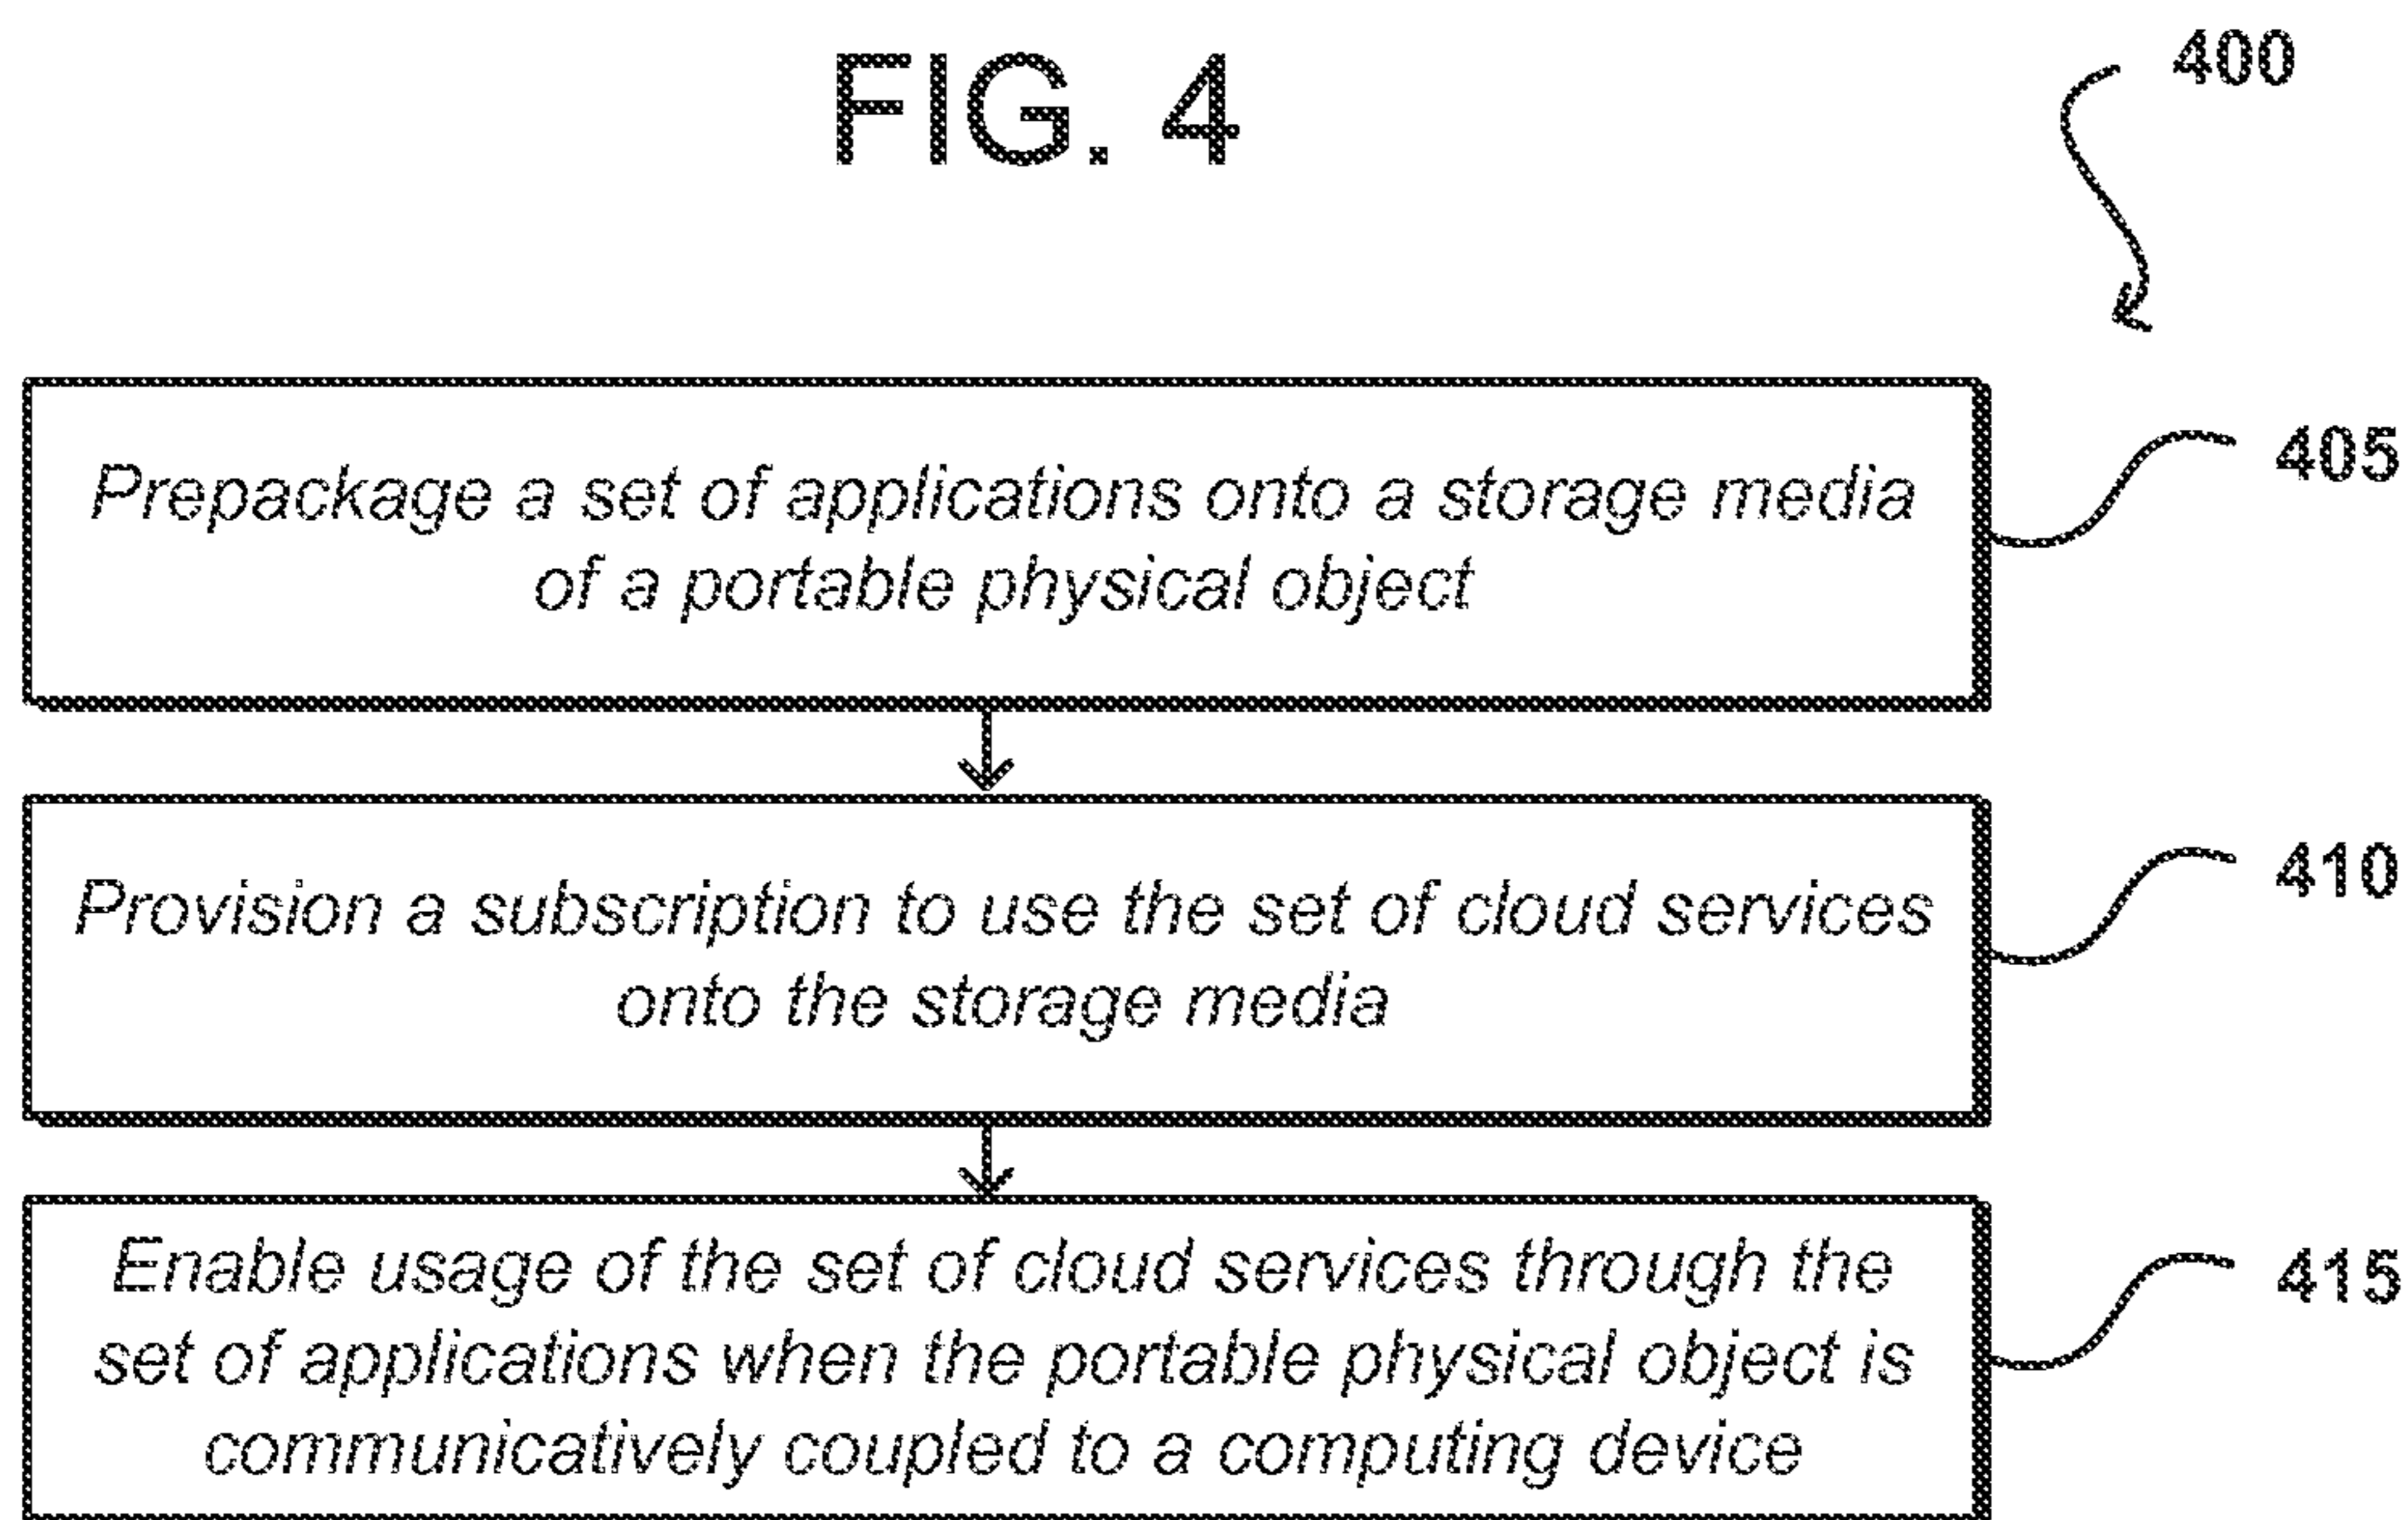 FIG. 4
400
Prepackage a set of applications onto a storage media
of a portable physical object
405
Provision a subscription to use the set of cloud services
onto the storage media
410
Enable usage of the set of cloud services through the
set of applications when the portable physical object is
communicatively coupled to a computing device
415